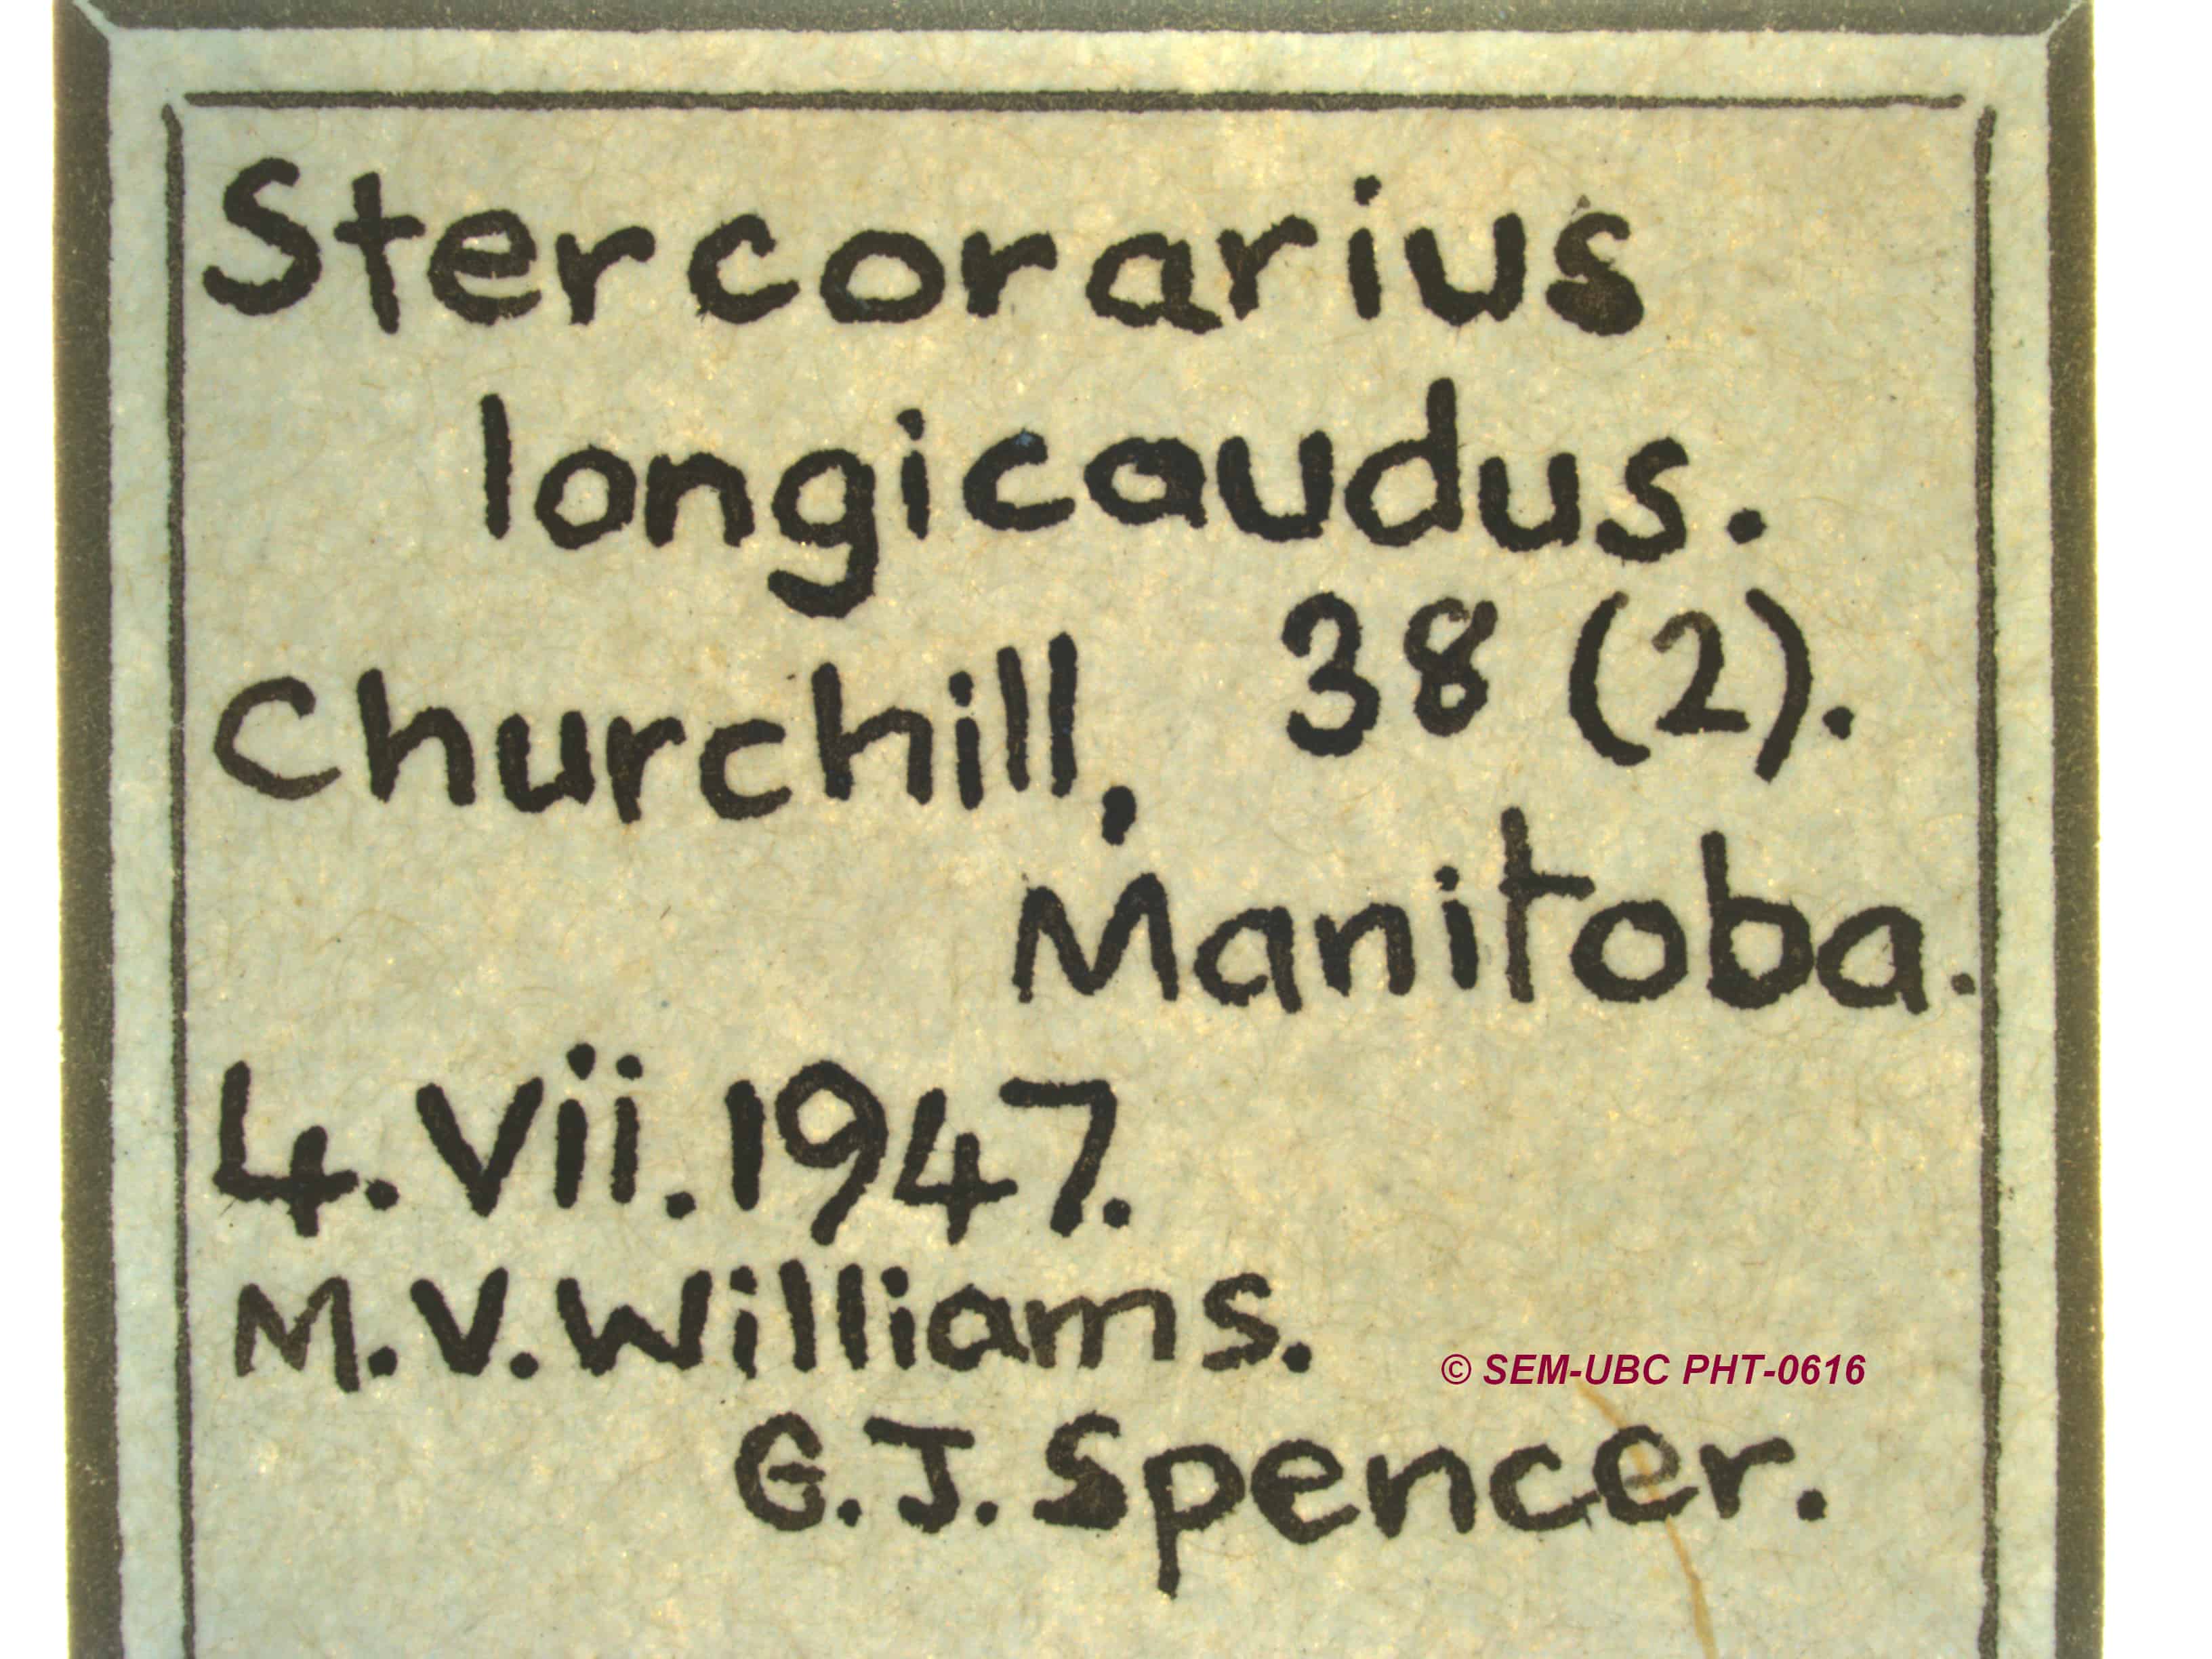 Stercorarius
longicaudus.
38 (2).
Churchill,
Manitoba.
4.Vii.1947.
M.V.Williams.
© SEM-UBC PHT-0616
G.J.Spencer.